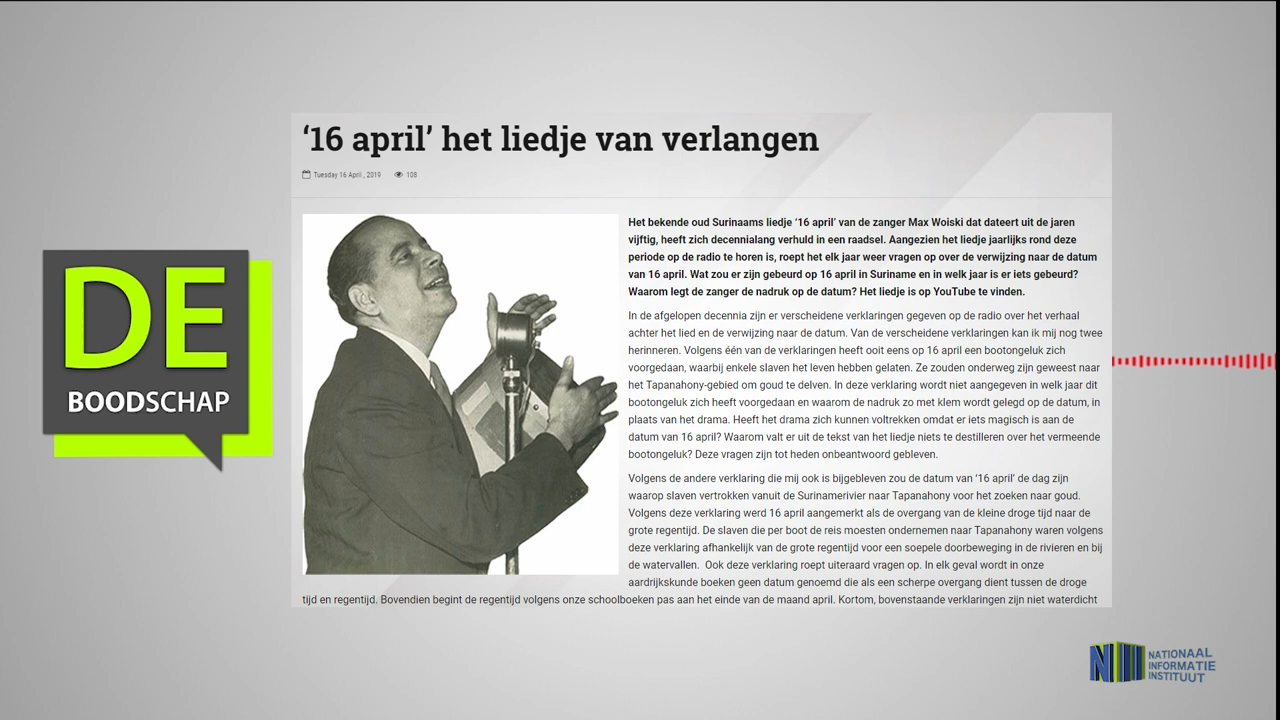 ‘16 april’ het liedje van verlangen
Tuesday 16 April , 2019 108
Het bekende oud Surinaams liedje ‘16 april’ van de zanger Max Woiski dat dateert uit de jaren
vijftig, heeft zich decennialang verhuld in een raadsel. Aangezien het liedje jaarlijks rond deze
periode op de radio te horen is, roept het elk jaar weer vragen op over de verwijzing naar de datum
van 16 april. Wat zou er zijn gebeurd op 16 april in Suriname en in welk jaar is er iets gebeurd?
Waarom legt de zanger de nadruk op de datum? Het liedje is op YouTube te vinden.
In de afgelopen decennia zijn er verscheidene verklaringen gegeven op de radio over het verhaal
achter het lied en de verwijzing naar de datum. Van de verscheidene verklaringen kan ik mij nog twee
herinneren. Volgens één van de verklaringen heeft ooit eens op 16 april een bootongeluk zich
voorgedaan, waarbij enkele slaven het leven hebben gelaten. Ze zouden onderweg zijn geweest naar
het Tapanahony-gebied om goud te delven. In deze verklaring wordt niet aangegeven in welk jaar dit
bootongeluk zich heeft voorgedaan en waarom de nadruk zo met klem wordt gelegd op de datum, in
plaats van het drama. Heeft het drama zich kunnen voltrekken omdat er iets magisch is aan de
datum van 16 april? Waarom valt er uit de tekst van het liedje niets te destilleren over het vermeende
bootongeluk? Deze vragen zijn tot heden onbeantwoord gebleven.
Volgens de andere verklaring die mij ook is bijgebleven zou de datum van ‘16 april’ de dag zijn
waarop slaven vertrokken vanuit de Surinamerivier naar Tapanahony voor het zoeken naar goud.
Volgens deze verklaring werd 16 april aangemerkt als de overgang van de kleine droge tijd naar de
grote regentijd. De slaven die per boot de reis moesten ondernemen naar Tapanahony waren volgens
deze verklaring afhankelijk van de grote regentijd voor een soepele doorbeweging in de rivieren en bij
de watervallen. Ook deze verklaring roept uiteraard vragen op. In elk geval wordt in onze
aardrijkskunde boeken geen datum genoemd die als een scherpe overgang dient tussen de droge
tijd en regentijd. Bovendien begint de regentijd volgens onze schoolboeken pas aan het einde van de maand april. Kortom, bovenstaande verklaringen zijn niet waterdicht
DE
BOODSCHAP
NII
NATIONAAL
INFORMATIE
INSTITUUT